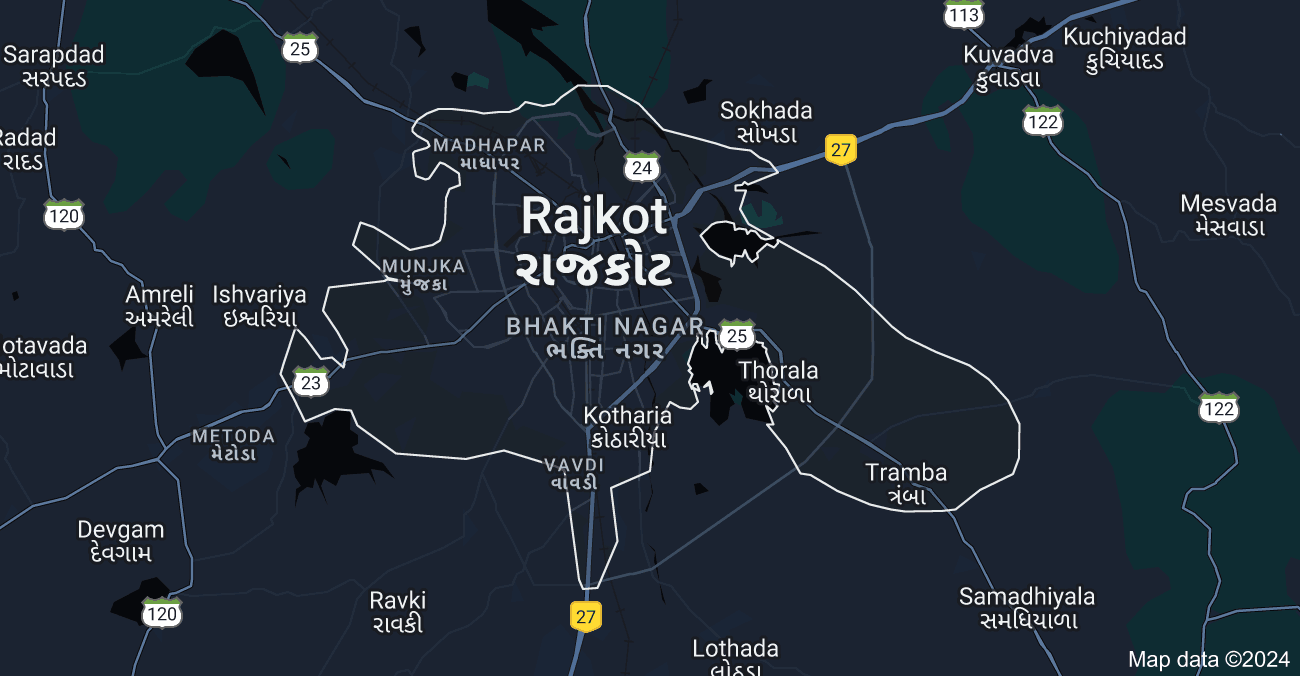 113
Kuchiyadad
કુચિયાદડ
25
Sarapdad
સરપદડ
Kuvadva
કુવાડવા
Sokhada
સોખડા
122
Radad
રાદડ
MADHAPAR
માધાપર
27
24
120
Rajkot
રાજકોટ
Mesvada
મેસવાડા
MUNJKA
મુંજકા
Amreli
અમરેલી
Ishvariya
ઇશ્વરિયા
BHAKTI NAGAR
ભક્તિ નગર
25
otavada
મોટાવાડા
23
Thorala
થોરૉળા
122
Kotharia
કોઠારીયા
METODA
મેટોડા
VAVDI
વાવડી
Tramba
ત્રંબા
Devgam
દેવગામ
120
Ravki
રાવકી
27
Samadhiyala
સમધિયાળા
Lothada
લોઠડા
Map data ©2024